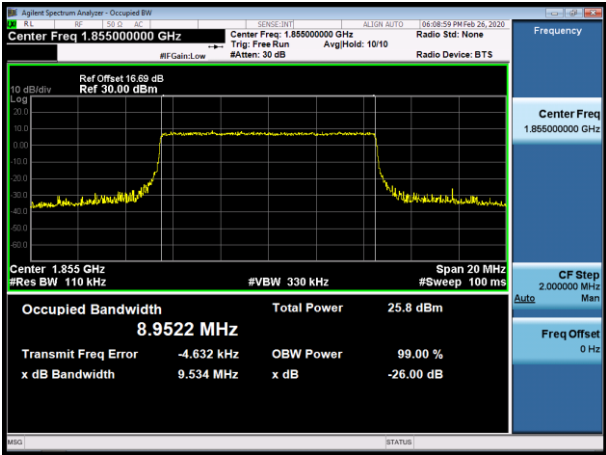 Agilent Spectrum Analyzer - Occupied BW
RL RF 50 Ω AC SENSE:INT ALIGN AUTO 06:08:59 PM Feb 26, 2020
Center Freq 1.855000000 GHz
Center Freq: 1.855000000 GHz Radio Std: None
Trig: Free Run Avg|Hold: 10/10
#IFGain:Low #Atten: 30 dB Radio Device: BTS
Ref Offset 16.69 dB
10 dB/div Ref 30.00 dBm
Log
20.0
10.0
0.00
-10.0
-20.0
-30.0
-40.0
-50.0
-60.0
Center 1.855 GHz Span 20 MHz
#Res BW 110 kHz #VBW 330 kHz #Sweep 100 ms
Occupied Bandwidth Total Power 25.8 dBm
8.9522 MHz
Transmit Freq Error -4.632 kHz OBW Power 99.00 %
x dB Bandwidth 9.534 MHz x dB -26.00 dB
MSG STATUS
Frequency
Center Freq
1.855000000 GHz
CF Step
2.000000 MHz
Auto Man
Freq Offset
0 Hz